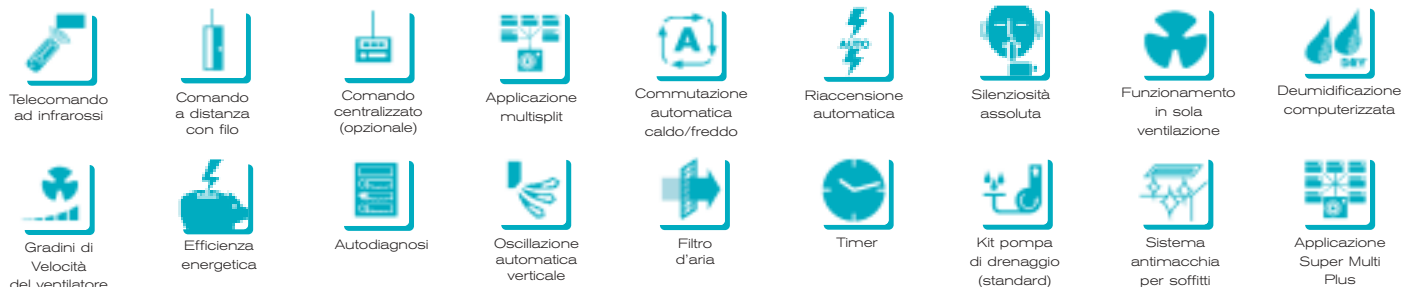 Telecomando
ad infrarossi
Comando
a distanza
con filo
Comando
centralizzato
(opzionale)
Applicazione
multisplit
A
Commutazione
automatica
caldo/freddo
AUTO
Riaccensione
automatica
Silenziosità
assoluta
Funzionamento
in sola
ventilazione
DRY
Deumidificazione
computerizzata
Gradini di
Velocità
del ventilatore
Efficienza
energetica
Autodiagnosi
Oscillazione
automatica
verticale
Filtro
d'aria
Timer
Kit pompa
di drenaggio
(standard)
Sistema
antimacchia
per soffitti
Applicazione
Super Multi
Plus